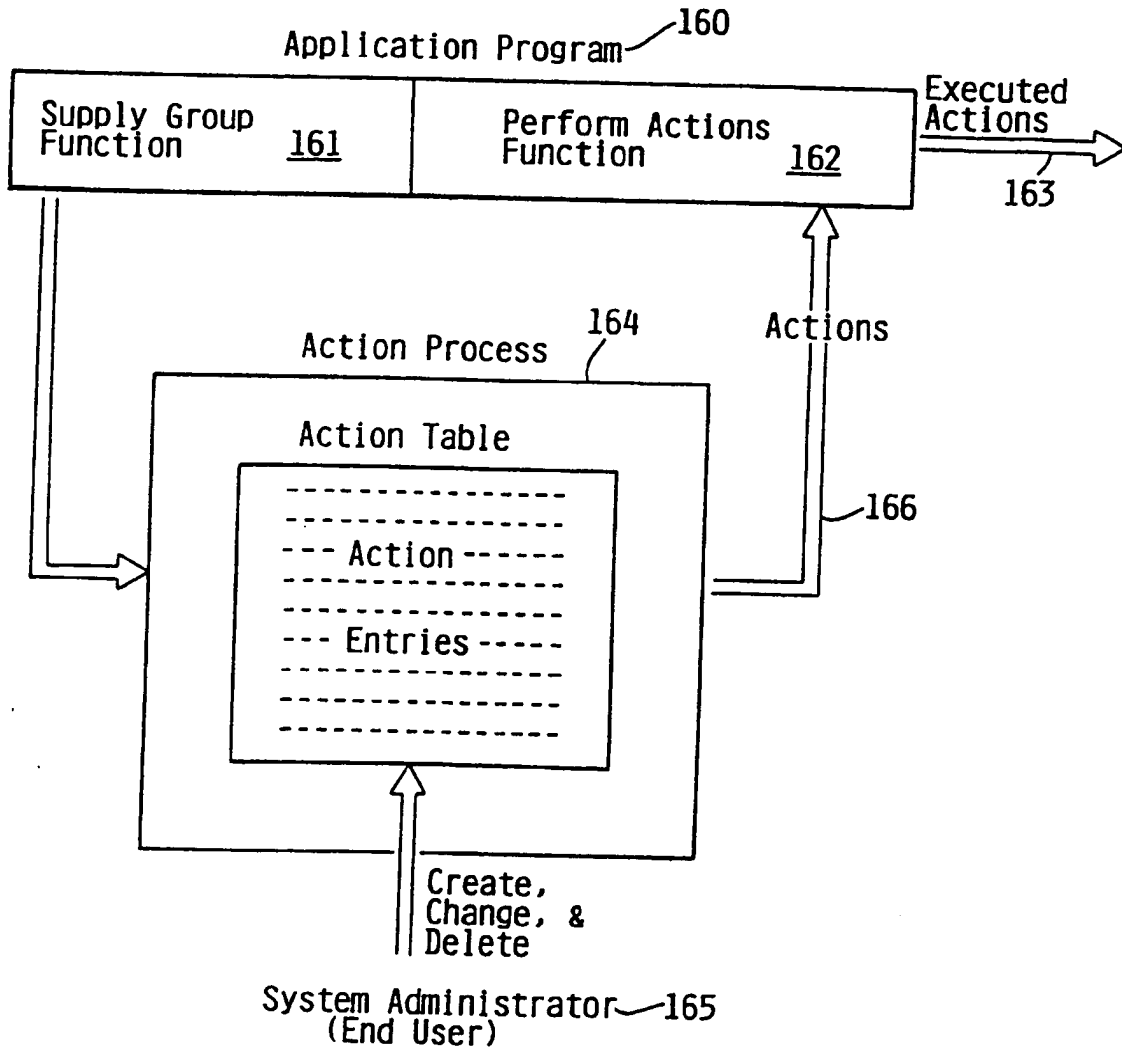 Application Program 160
Supply Group
Function 161
Perform Actions
Function 162
Executed
Actions
163
Actions
164
Action Process
Action Table
--- Action ------
--- Entries -----
166
Create,
Change, &
Delete
System Administrator 165
(End User)